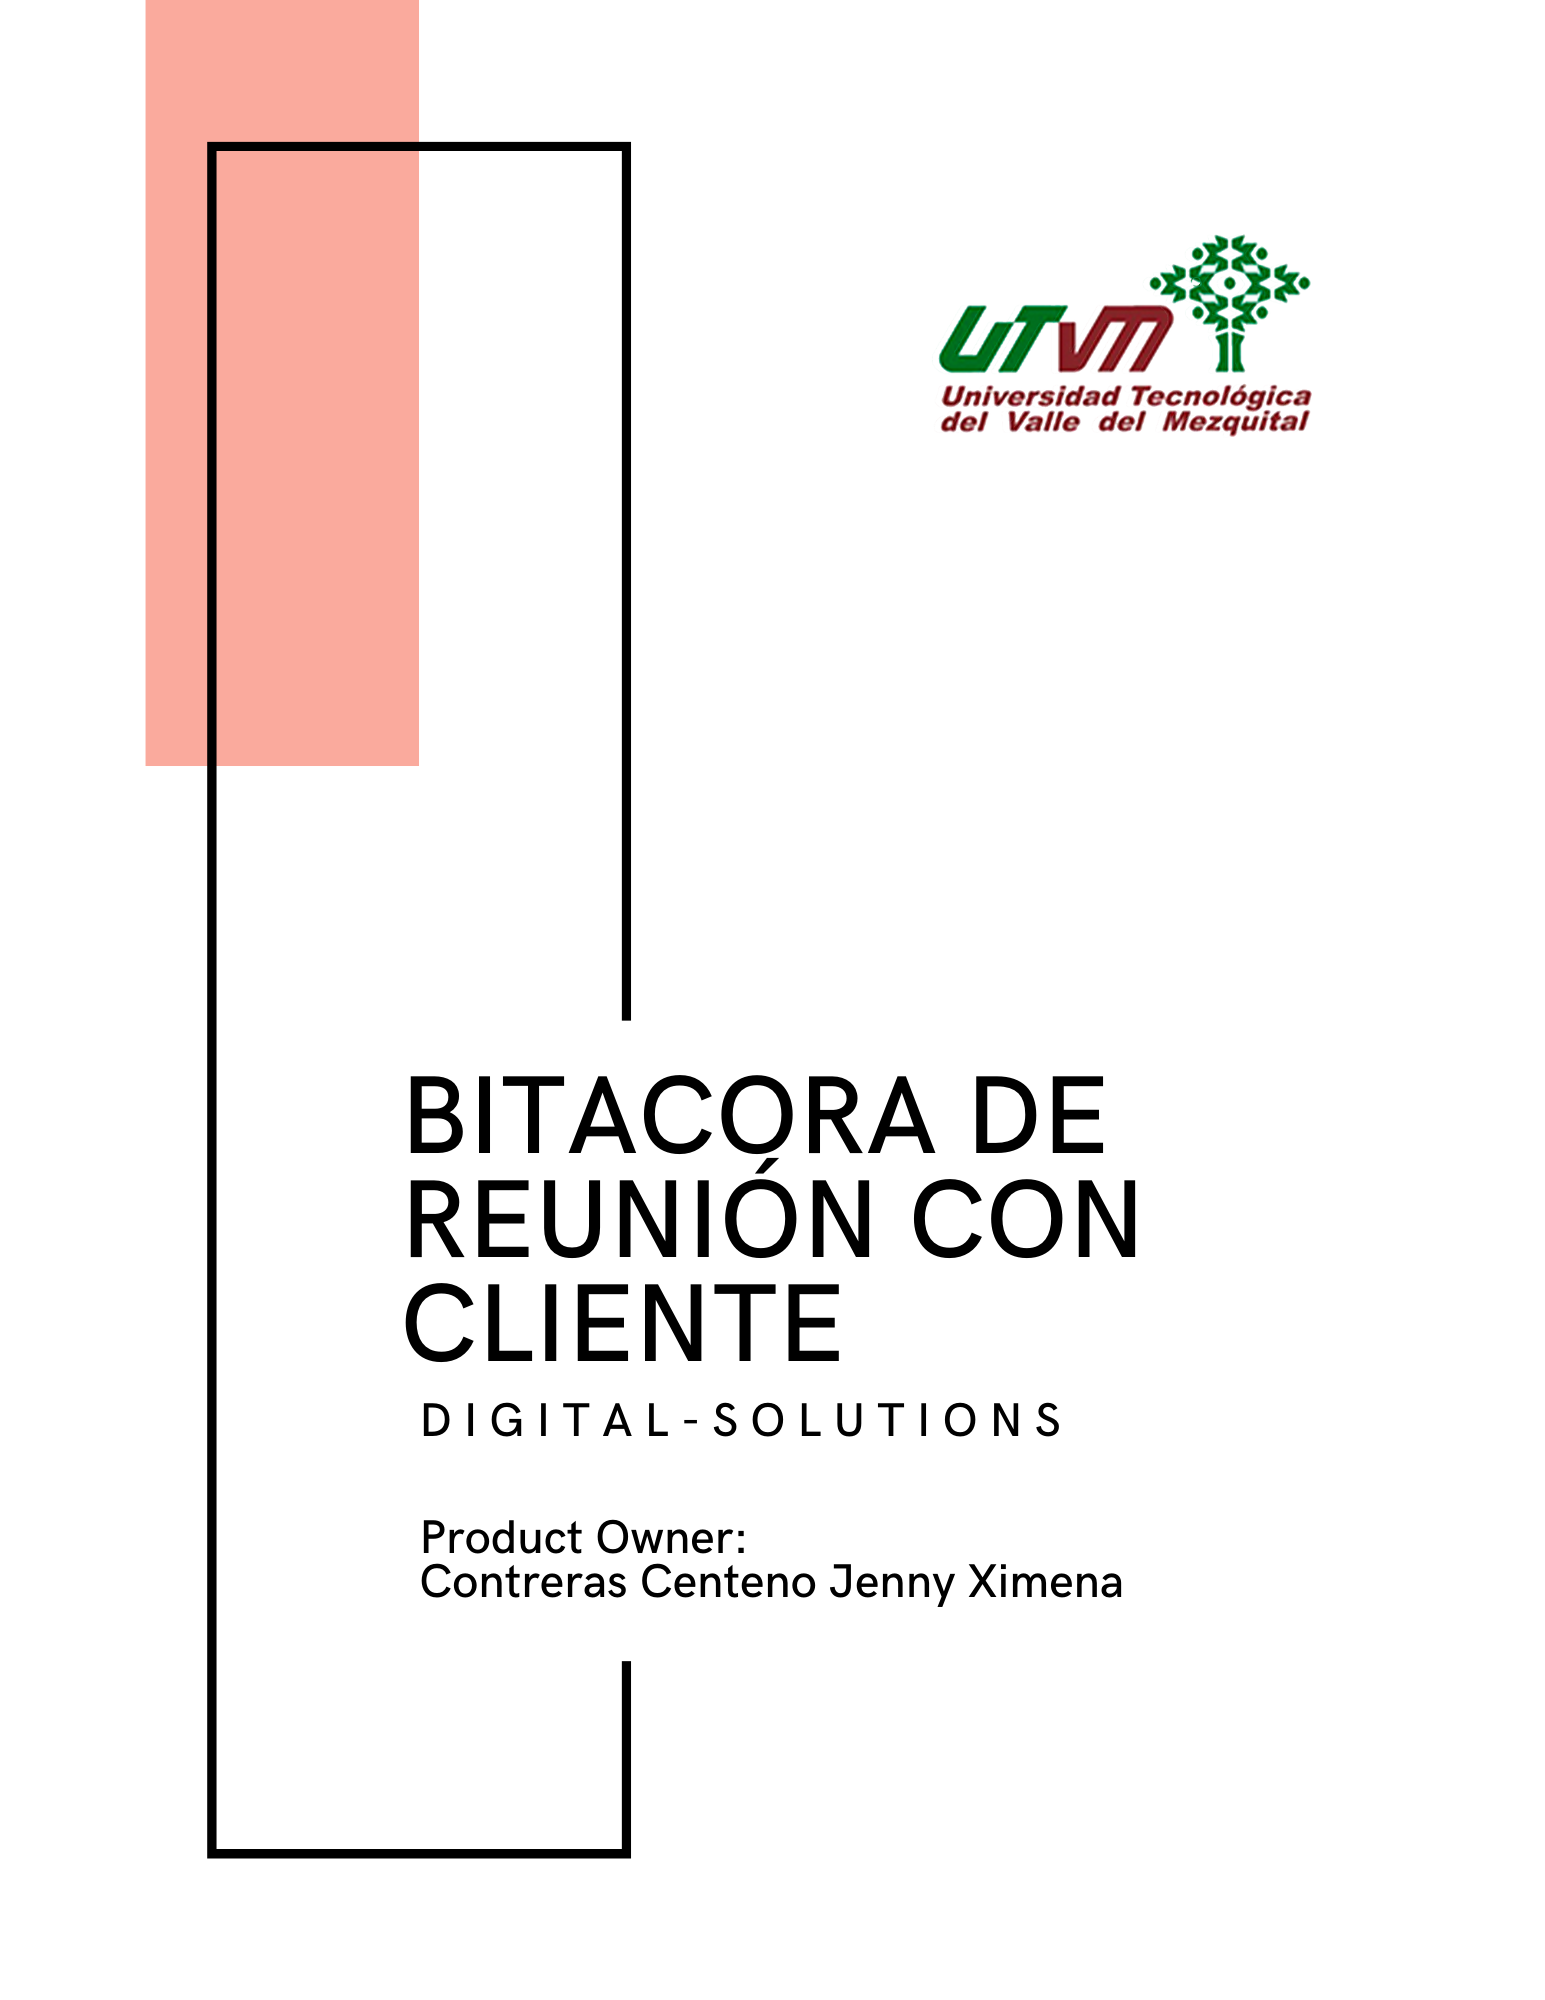 UTVM
Universidad Tecnológica
del Valle del Mezquital
BITACORA DE
REUNIÓN CON
CLIENTE
DIGITAL-SOLUTIONS
Product Owner:
Contreras Centeno Jenny Ximena